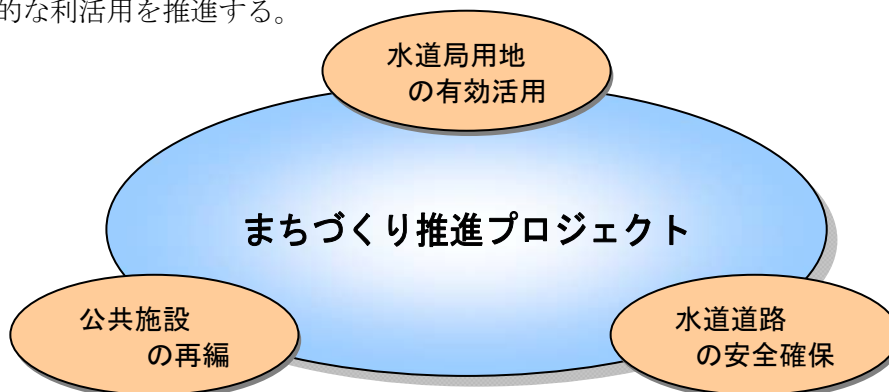 的な利活用を推進する。
水道局用地
の有効活用
まちづくり推進プロジェクト
公共施設
の再編
水道道路
の安全確保